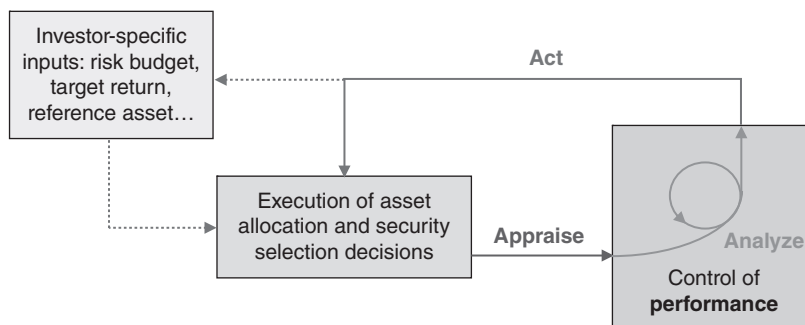 Investor-specific
inputs: risk budget,
target return,
reference asset…
Act
Execution of asset
allocation and security
selection decisions
Appraise
Analyze
Control of
performance